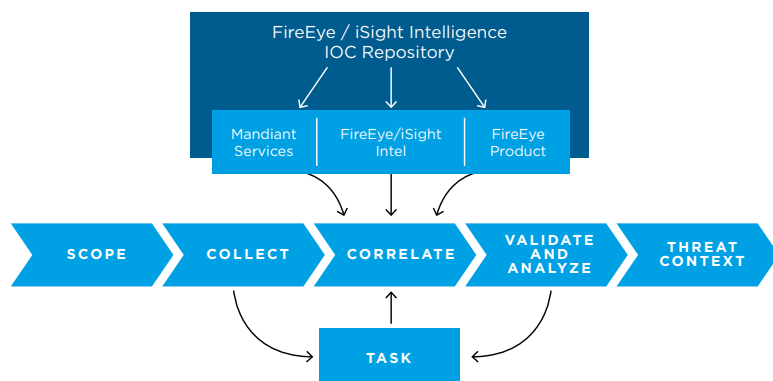 FireEye / iSight Intelligence
IOC Repository
Mandiant
Services
FireEye/iSight
Intel
FireEye
Product
SCOPE
COLLECT
CORRELATE
VALIDATE
AND
ANALYZE
THREAT
CONTEXT
TASK